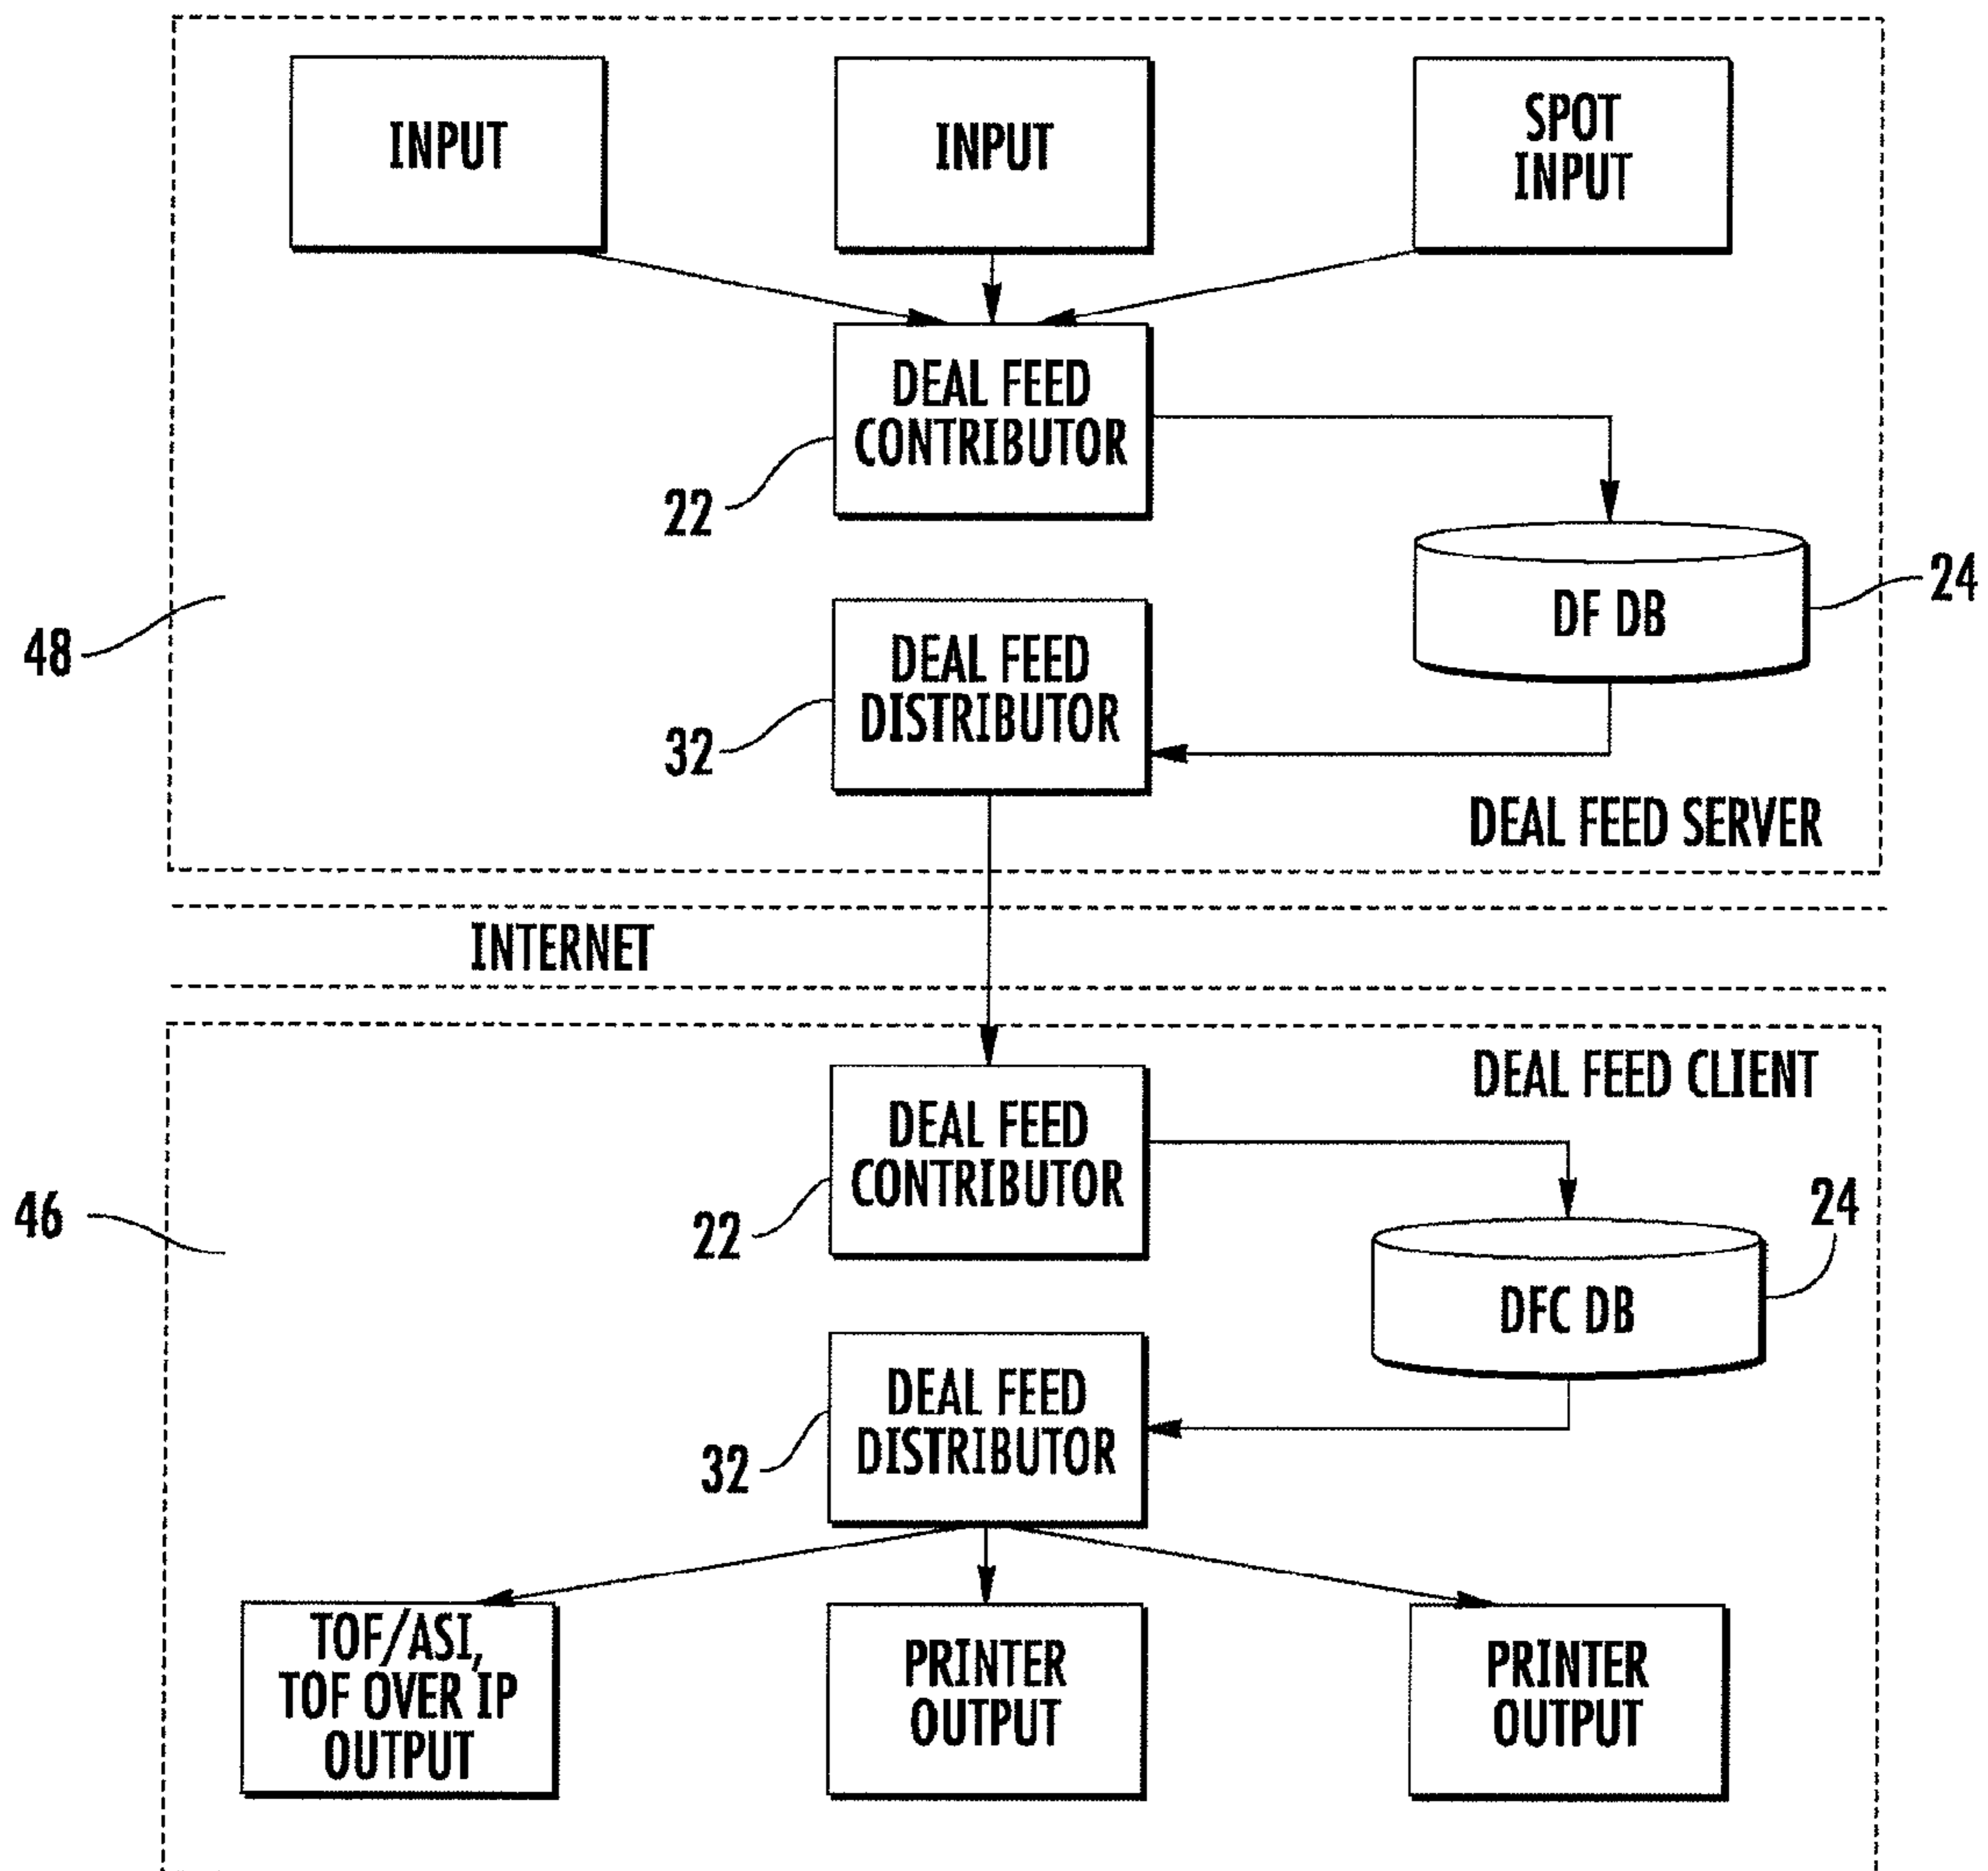 INPUT
INPUT
SPOT
INPUT
DEAL FEED
CONTRIBUTOR
22
DF DB
24
48
DEAL FEED
DISTRIBUTOR
32
DEAL FEED SERVER
INTERNET
DEAL FEED CLIENT
DEAL FEED
CONTRIBUTOR
22
46
24
DFC DB
DEAL FEED
DISTRIBUTOR
32
TOF/ASI,
TOF OVER IP
OUTPUT
PRINTER
OUTPUT
PRINTER
OUTPUT